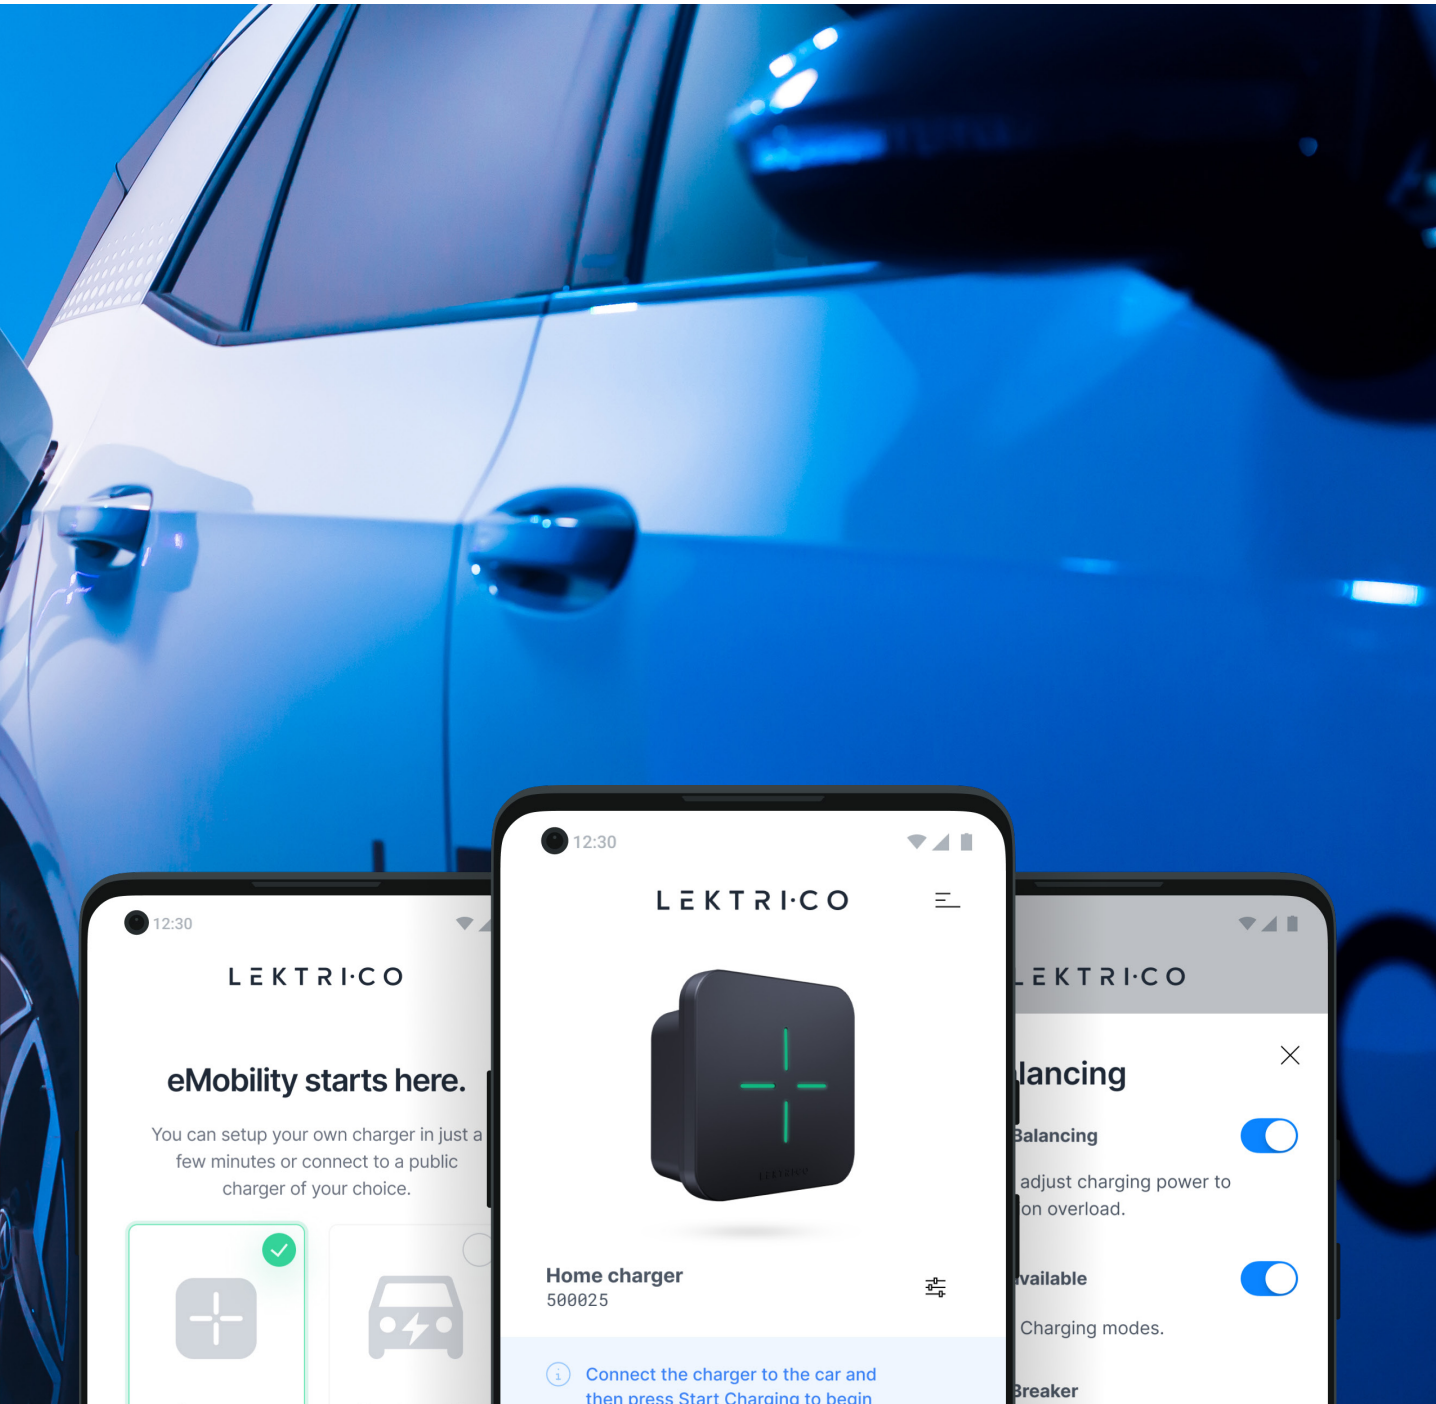 12:30
LEKTRI·CO
eMobility starts here.
You can setup your own charger in just a
few minutes or connect to a public
charger of your choice.
12:30
LEKTRI·CO
LEKTRICO
Home charger
500025
Connect the charger to the car and
then press Start Charging to begin
LEKTRI·CO
lancing
Balancing
adjust charging power to
on overload.
vailable
Charging modes.
Breaker